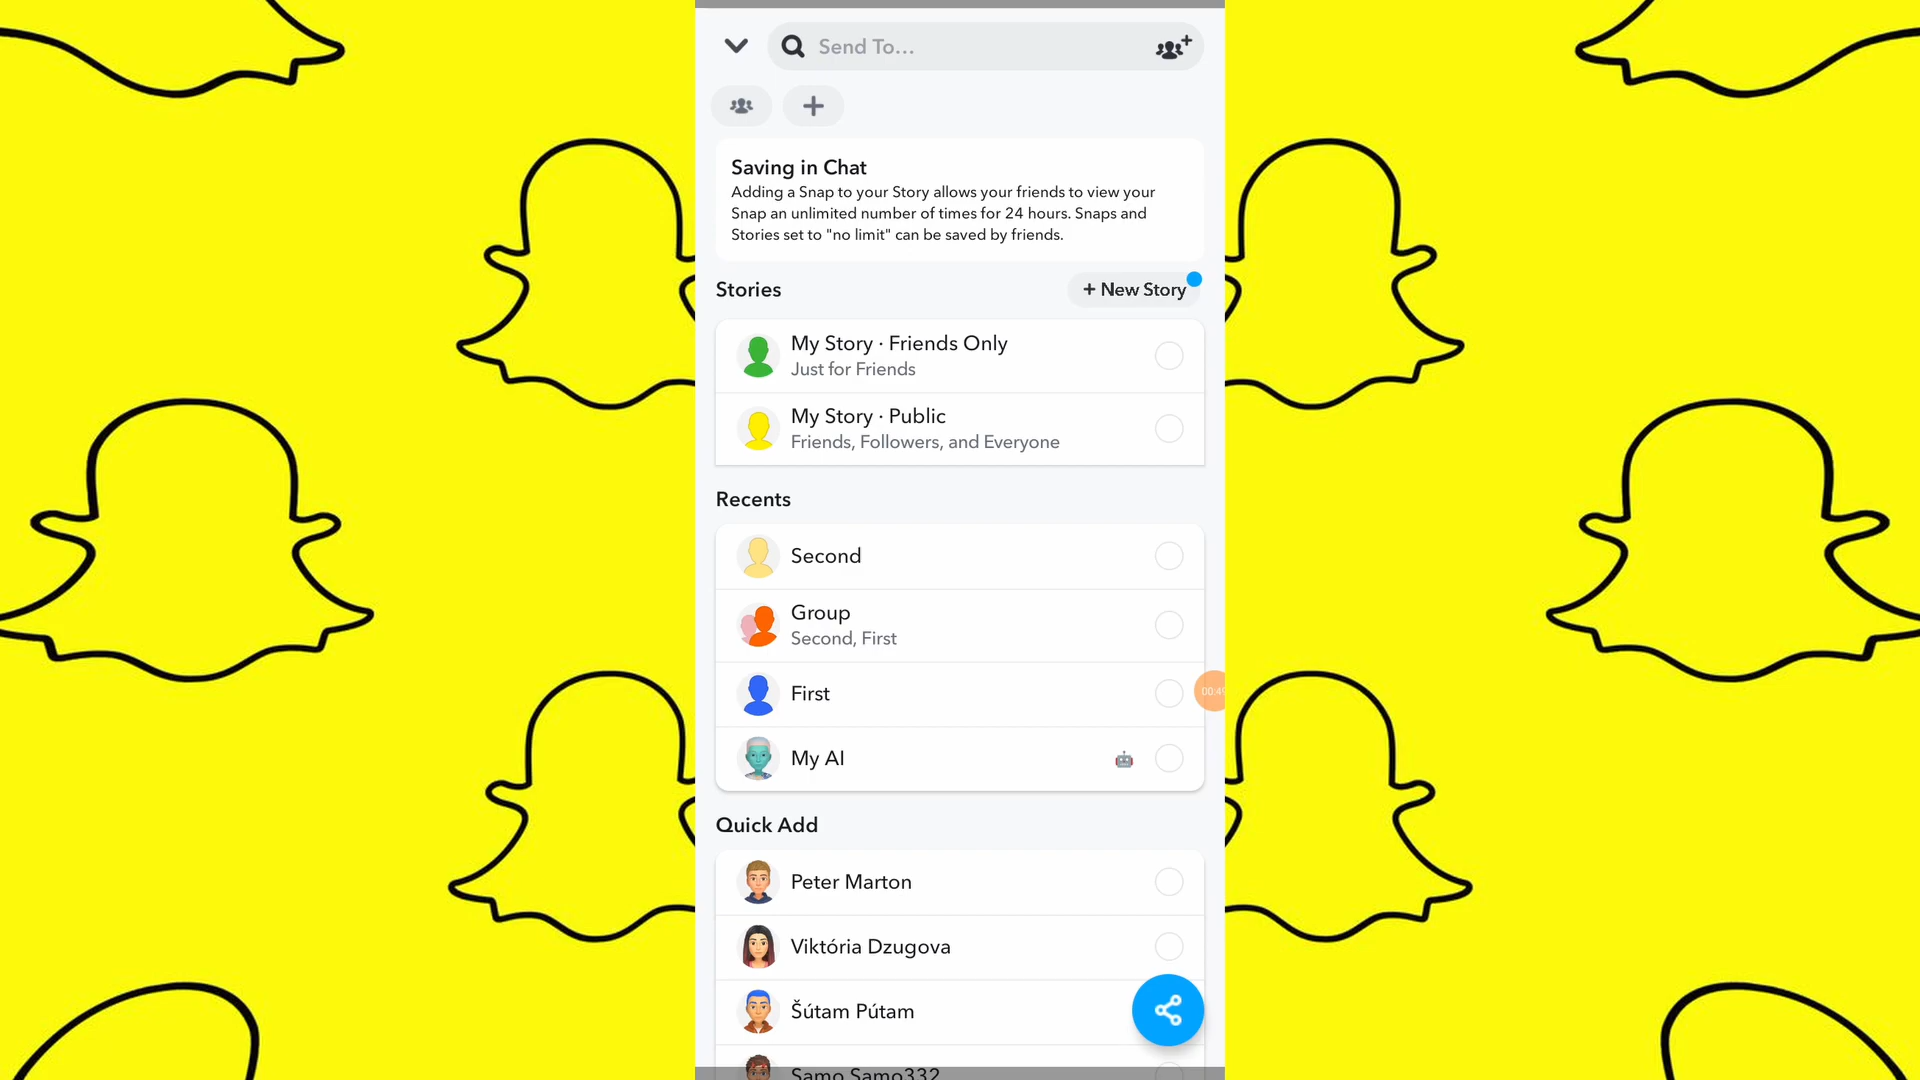 Send To...
Saving in Chat
Adding a Snap to your Story allows your friends to view your
Snap an unlimited number of times for 24 hours. Snaps and
Stories set to "no limit" can be saved by friends.
Stories
+ New Story
My Story · Friends Only
Just for Friends
My Story · Public
Friends, Followers, and Everyone
Recents
Second
Group
Second, First
First
My AI
Quick Add
Peter Marton
Viktória Dzugova
Šútam Pútam
Samo Samo332